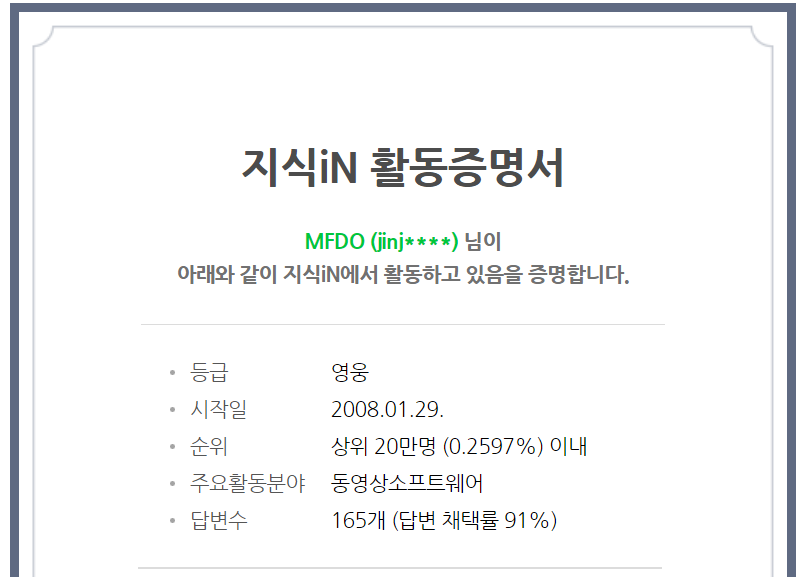 지식iN 활동증명서
MFDO (jinj****) 님이
아래와 같이 지식iN에서 활동하고 있음을 증명합니다.
• 등급 영웅
• 시작일 2008.01.29.
• 순위 상위 20만명 (0.2597%) 이내
• 주요활동분야 동영상소프트웨어
• 답변수 165개 (답변 채택률 91%)